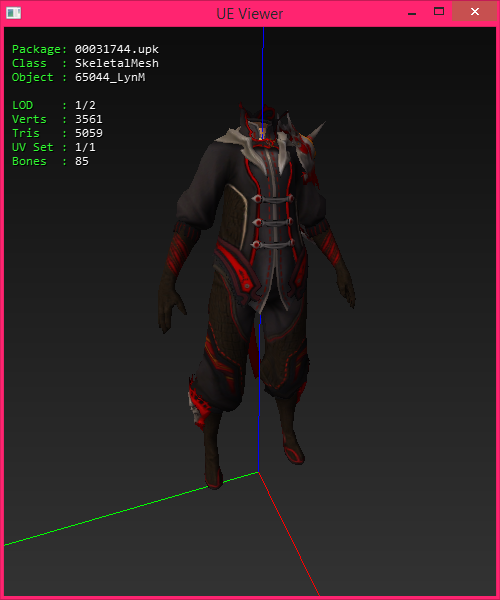 UE Viewer
Package: 00031744.upk
Class  : SkeletalMesh
Object : 65044_LynM
LOD    : 1/2
Verts  : 3561
Tris   : 5059
UV Set : 1/1
Bones  : 85